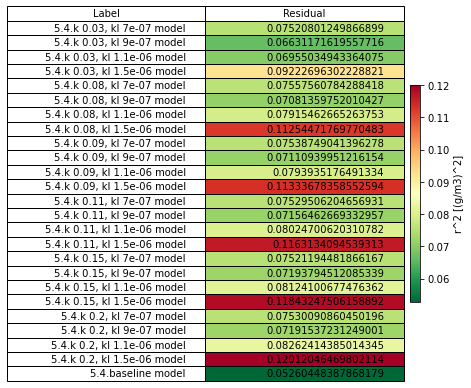 Label Residual
5.4.k 0.03, kl 7e-07 model 0.07520801249866899
5.4.k 0.03, kl 9e-07 model 0.06631171619557716
5.4.k 0.03, kl 1.1e-06 model 0.06955034943364075
5.4.k 0.03, kl 1.5e-06 model 0.09222696302228821
5.4.k 0.08, kl 7e-07 model 0.07557560784288418
5.4.k 0.08, kl 9e-07 model 0.07081359752010427
5.4.k 0.08, kl 1.1e-06 model 0.07915462665263753
5.4.k 0.08, kl 1.5e-06 model 0.11254471769770483
5.4.k 0.09, kl 7e-07 model 0.07538749041396278
5.4.k 0.09, kl 9e-07 model 0.07110939951216154
5.4.k 0.09, kl 1.1e-06 model 0.0793935176491334
5.4.k 0.09, kl 1.5e-06 model 0.11333678358552594
5.4.k 0.11, kl 7e-07 model 0.07529506204656931
5.4.k 0.11, kl 9e-07 model 0.07156462669332957
5.4.k 0.11, kl 1.1e-06 model 0.08024700620310782
5.4.k 0.11, kl 1.5e-06 model 0.1163134094539313
5.4.k 0.15, kl 7e-07 model 0.07521194481866167
5.4.k 0.15, kl 9e-07 model 0.07193794512085339
5.4.k 0.15, kl 1.1e-06 model 0.08124100677476362
5.4.k 0.15, kl 1.5e-06 model 0.11843247506158892
5.4.k 0.2, kl 7e-07 model 0.07530090860450196
5.4.k 0.2, kl 9e-07 model 0.07191537231249001
5.4.k 0.2, kl 1.1e-06 model 0.08262414385014345
5.4.k 0.2, kl 1.5e-06 model 0.12012046469802114
5.4.baseline model 0.05260448387868179
0.12
0.11
0.10
0.09
0.08
0.07
0.06
r^2 [(g/m3)^2]